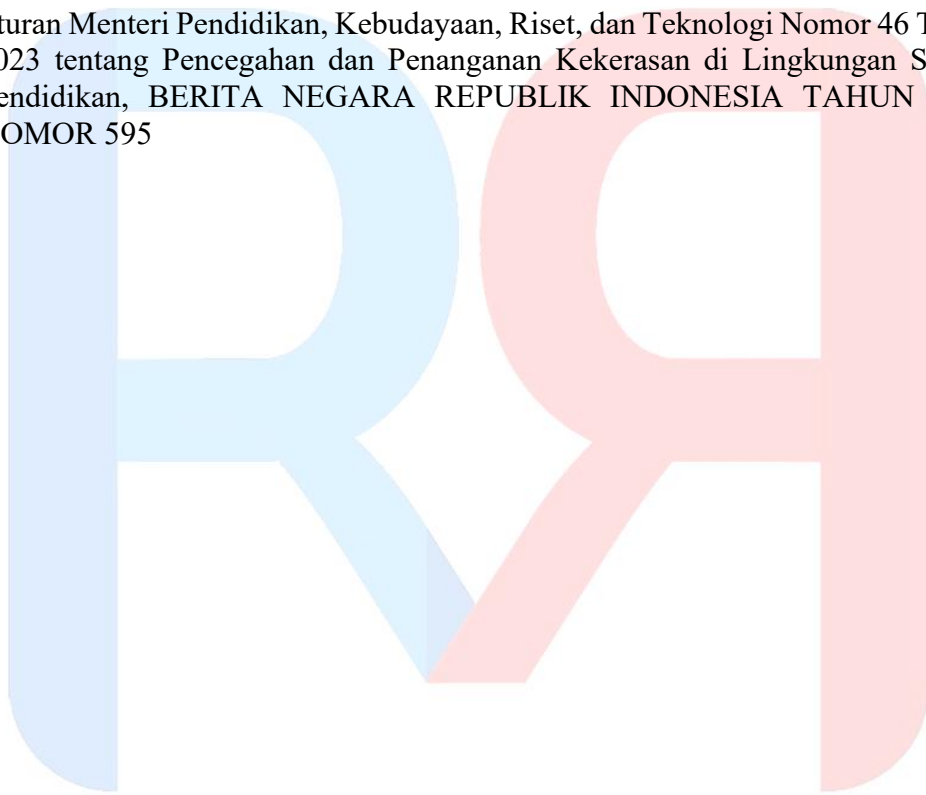 turan Menteri Pendidikan, Kebudayaan, Riset, dan Teknologi Nomor 46 T
023 tentang Pencegahan dan Penanganan Kekerasan di Lingkungan S
endidikan, BERITA NEGARA REPUBLIK INDONESIA TAHUN
OMOR 595